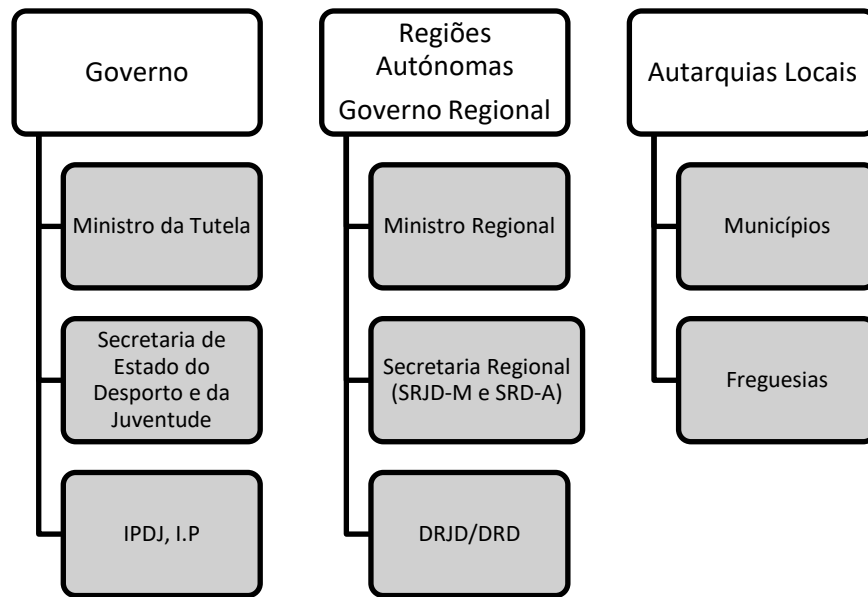 Governo
Ministro da Tutela
Secretaria de
Estado do
Desporto e da
Juventude
IPDJ, I.P
Regiões
Autónomas
Governo Regional
Ministro Regional
Secretaria Regional
(SRJD-M e SRD-A)
DRJD/DRD
Autarquias Locais
Municípios
Freguesias